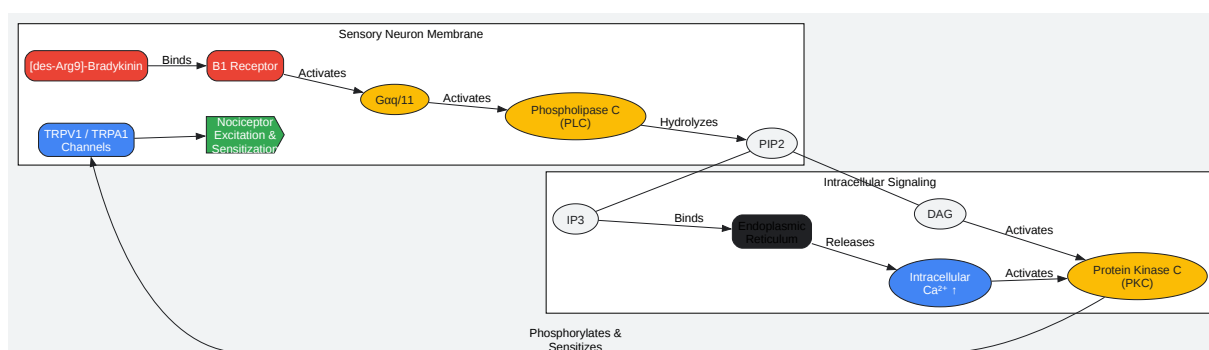 Sensory Neuron Membrane
[des-Arg9]-Bradykinin
Binds
B1 Receptor
Activates
Gαq/11
Activates
Phospholipase C
(PLC)
Hydrolyzes
PIP2
TRPV1 / TRPA1
Channels
Nociceptor
Excitation &
Sensitization
Intracellular Signaling
IP3
Binds
Endoplasmic
Reticulum
Releases
Intracellular
Ca²⁺ ↑
Activates
DAG
Activates
Protein Kinase C
(PKC)
Phosphorylates &
Sensitizes